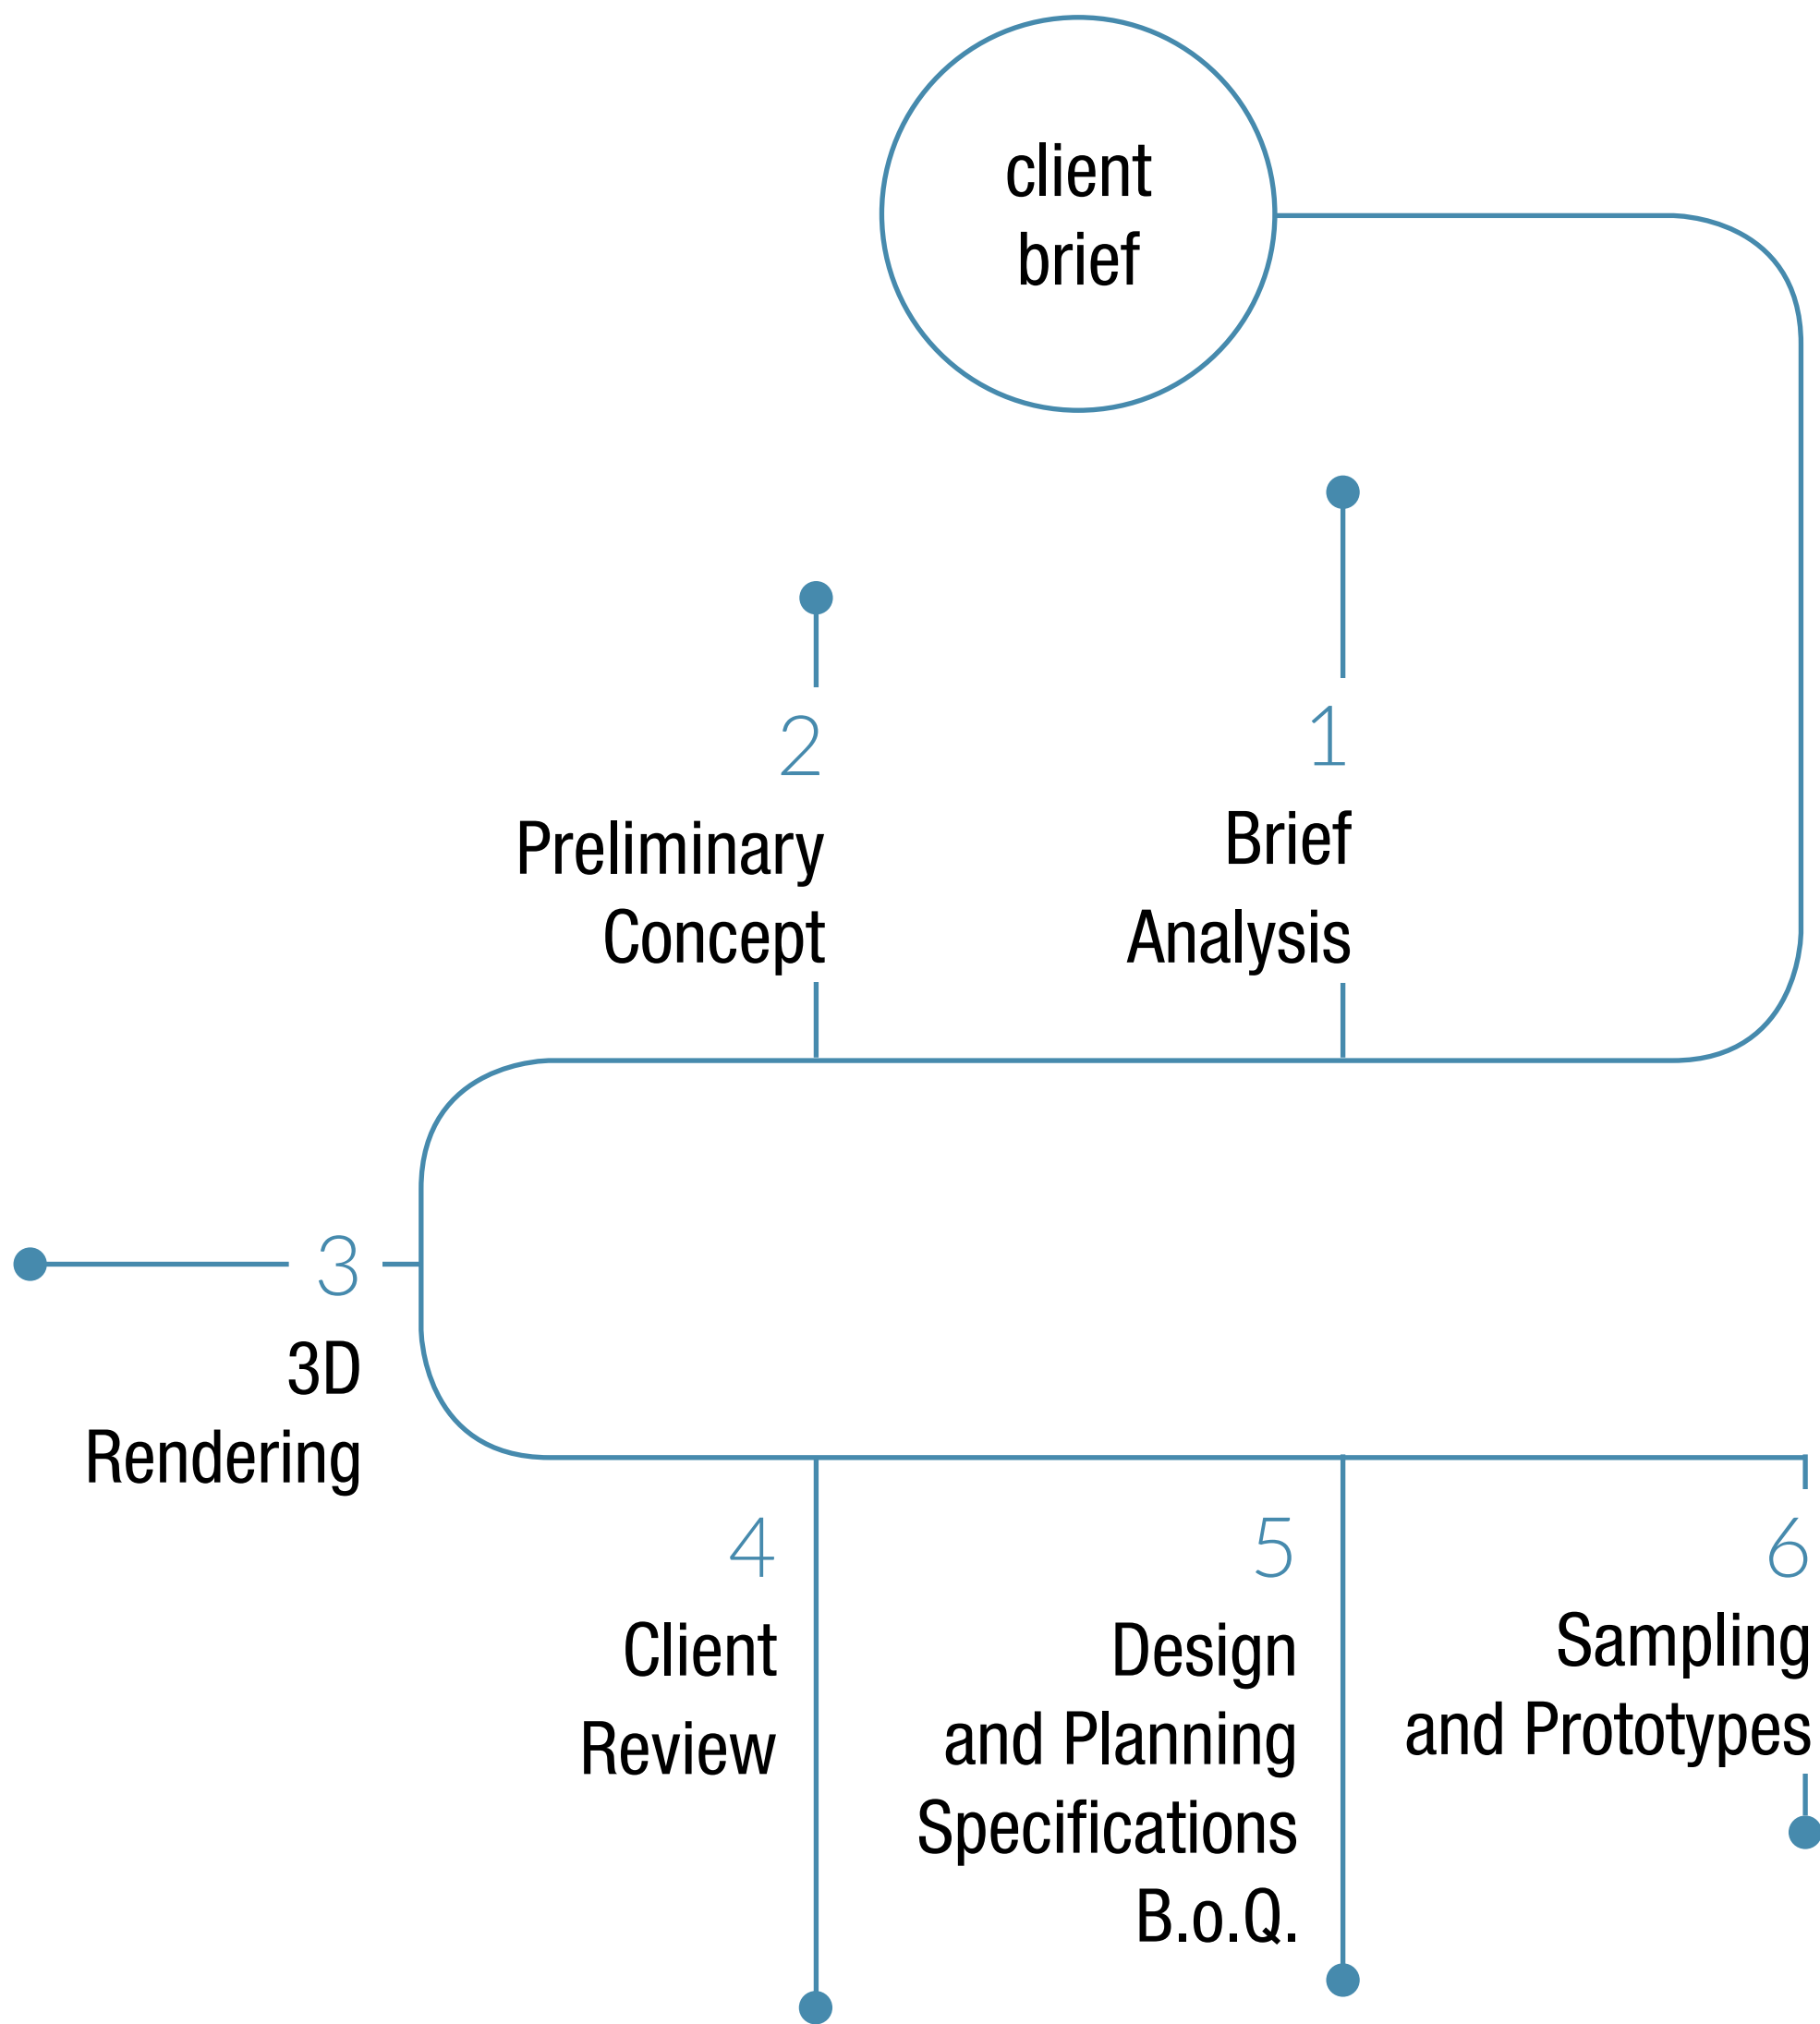 client
brief
1
Brief
Analysis
2
Preliminary
Concept
3
3D
Rendering
4
Client
Review
5
Design
and Planning
Specifications
B.o.Q.
6
Sampling
and Prototypes